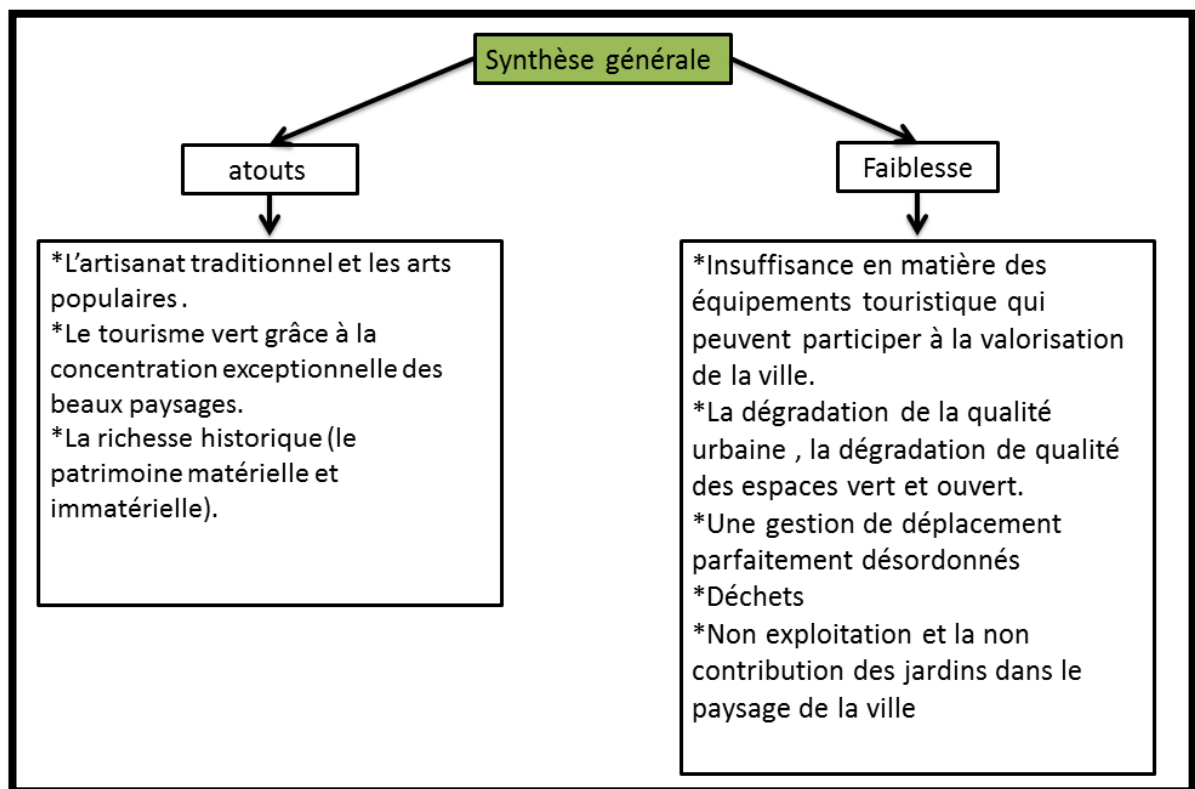 Synthèse générale
atouts
Faiblesse
*L'artisanat traditionnel et les arts
populaires .
*Le tourisme vert grâce à la
concentration exceptionnelle des
beaux paysages.
*La richesse historique (le
patrimoine matérielle et
immatérielle).
*Insuffisance en matière des
équipements touristique qui
peuvent participer à la valorisation
de la ville.
*La dégradation de la qualité
urbaine , la dégradation de qualité
des espaces vert et ouvert.
*Une gestion de déplacement
parfaitement désordonnés
*Déchets
*Non exploitation et la non
contribution des jardins dans le
paysage de la ville